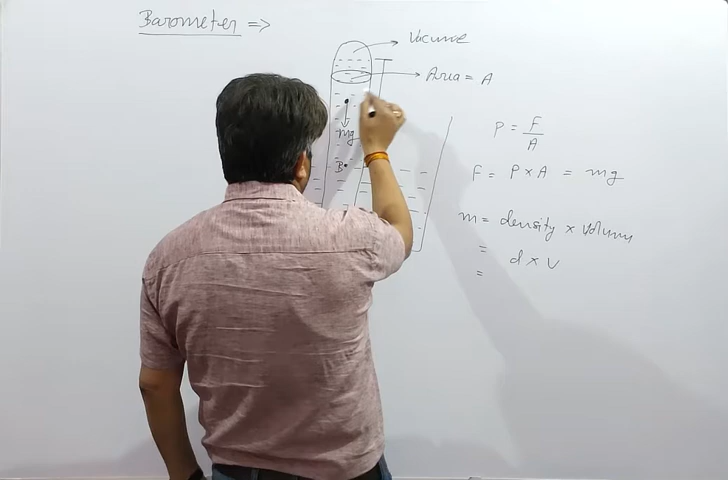 Barometer =>
Vacume
Area = A
mg
B
P = F/A
F = P × A = mg
m = density × volume
= d × V
=